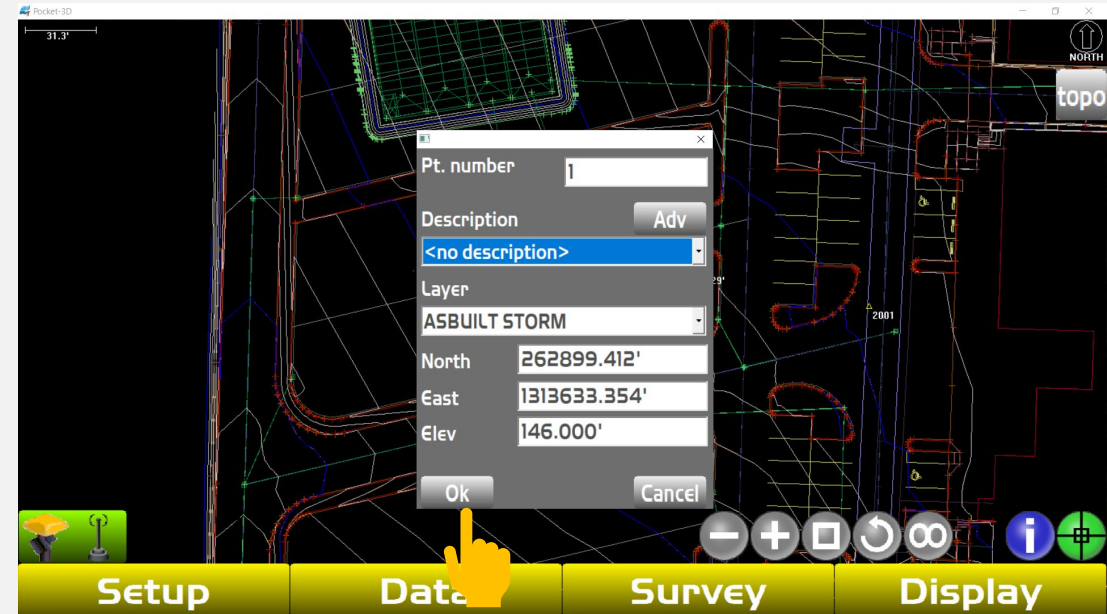 Pocket-3D
31.3'
NORTH
topo
Pt. number 1
Description Adv
<no description>
Layer
ASBUILT STORM
29'
2001
North 262899.412'
East 1313633.354'
Elev 146.000'
Ok Cancel
i
Setup Data Survey Display